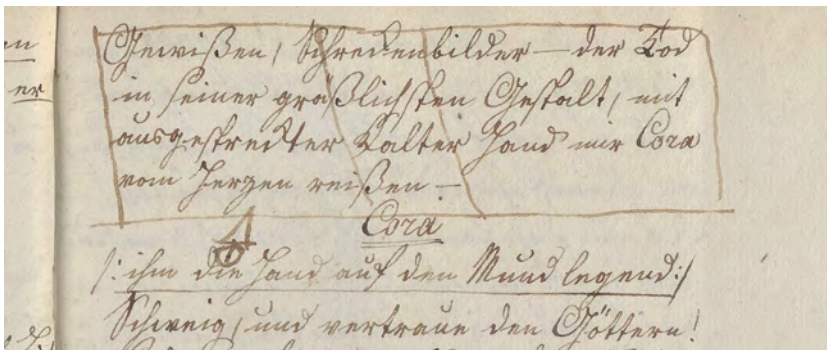 Gewißen, Schreckenbilder — der Tod
in seiner gräßlichsten Gestalt, mit
ausgestreckter kalter Hand mir Cora
vom Herzen reißen —
Cora
/: ihm die Hand auf den Mund legend :/
Schweig, und vertraue den Göttern!